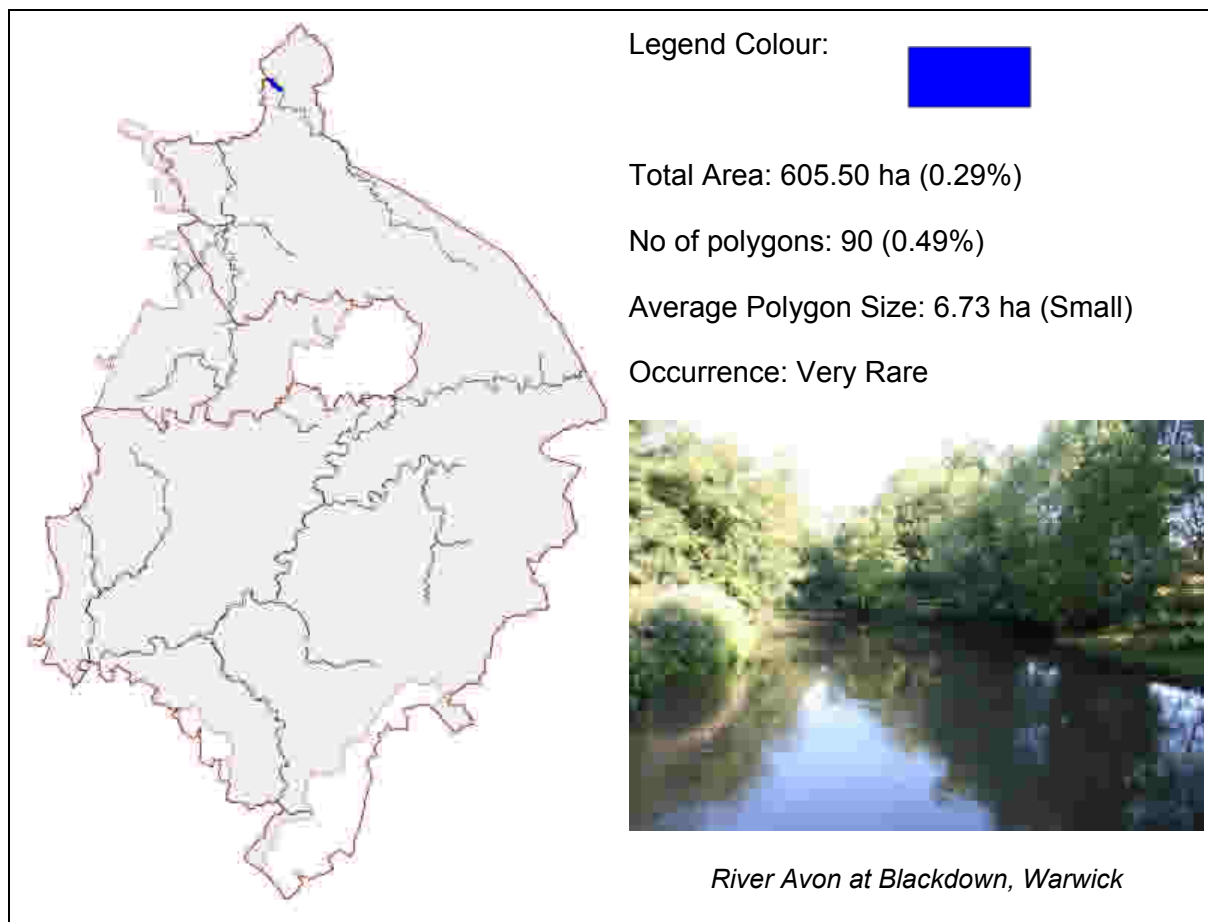 Legend Colour:
Total Area: 605.50 ha (0.29%)
No of polygons: 90 (0.49%)
Average Polygon Size: 6.73 ha (Small)
Occurrence: Very Rare
River Avon at Blackdown, Warwick